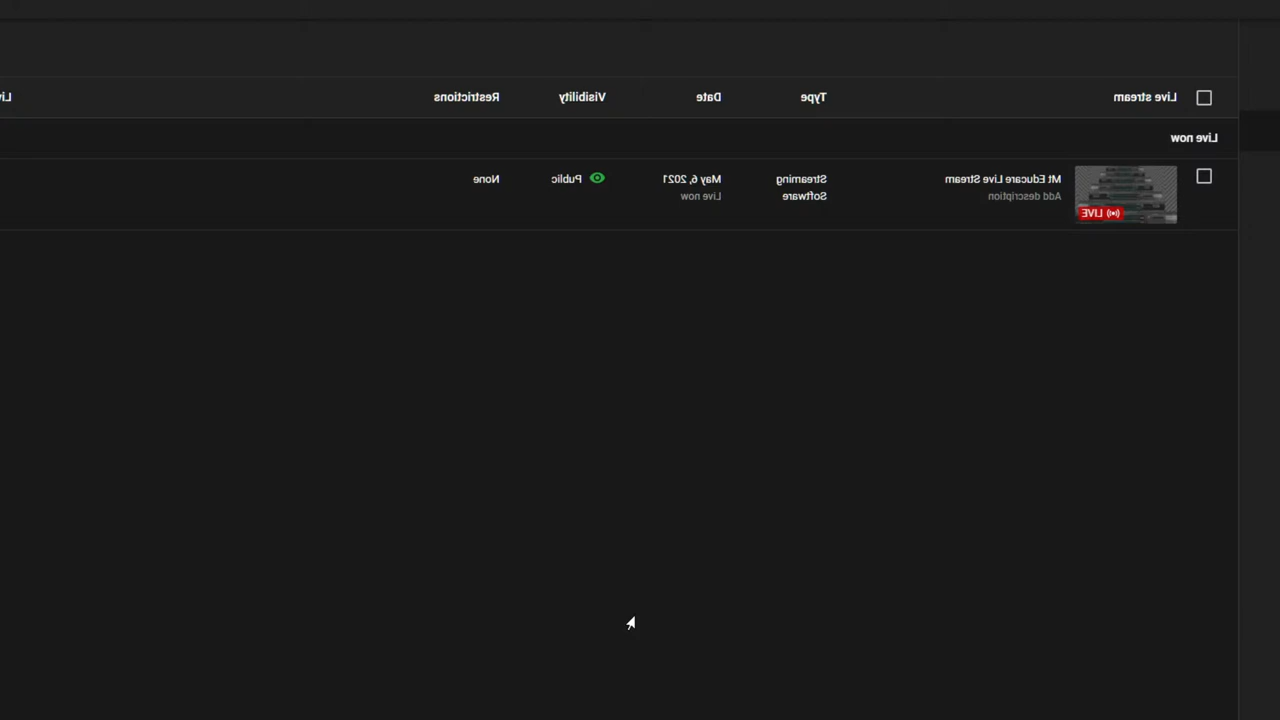 Live stream Type Date Visibility Restrictions Li
Live now
Mt Educare Live Stream Streaming May 6, 2021 Public None
Add description Software Live now
LIVE